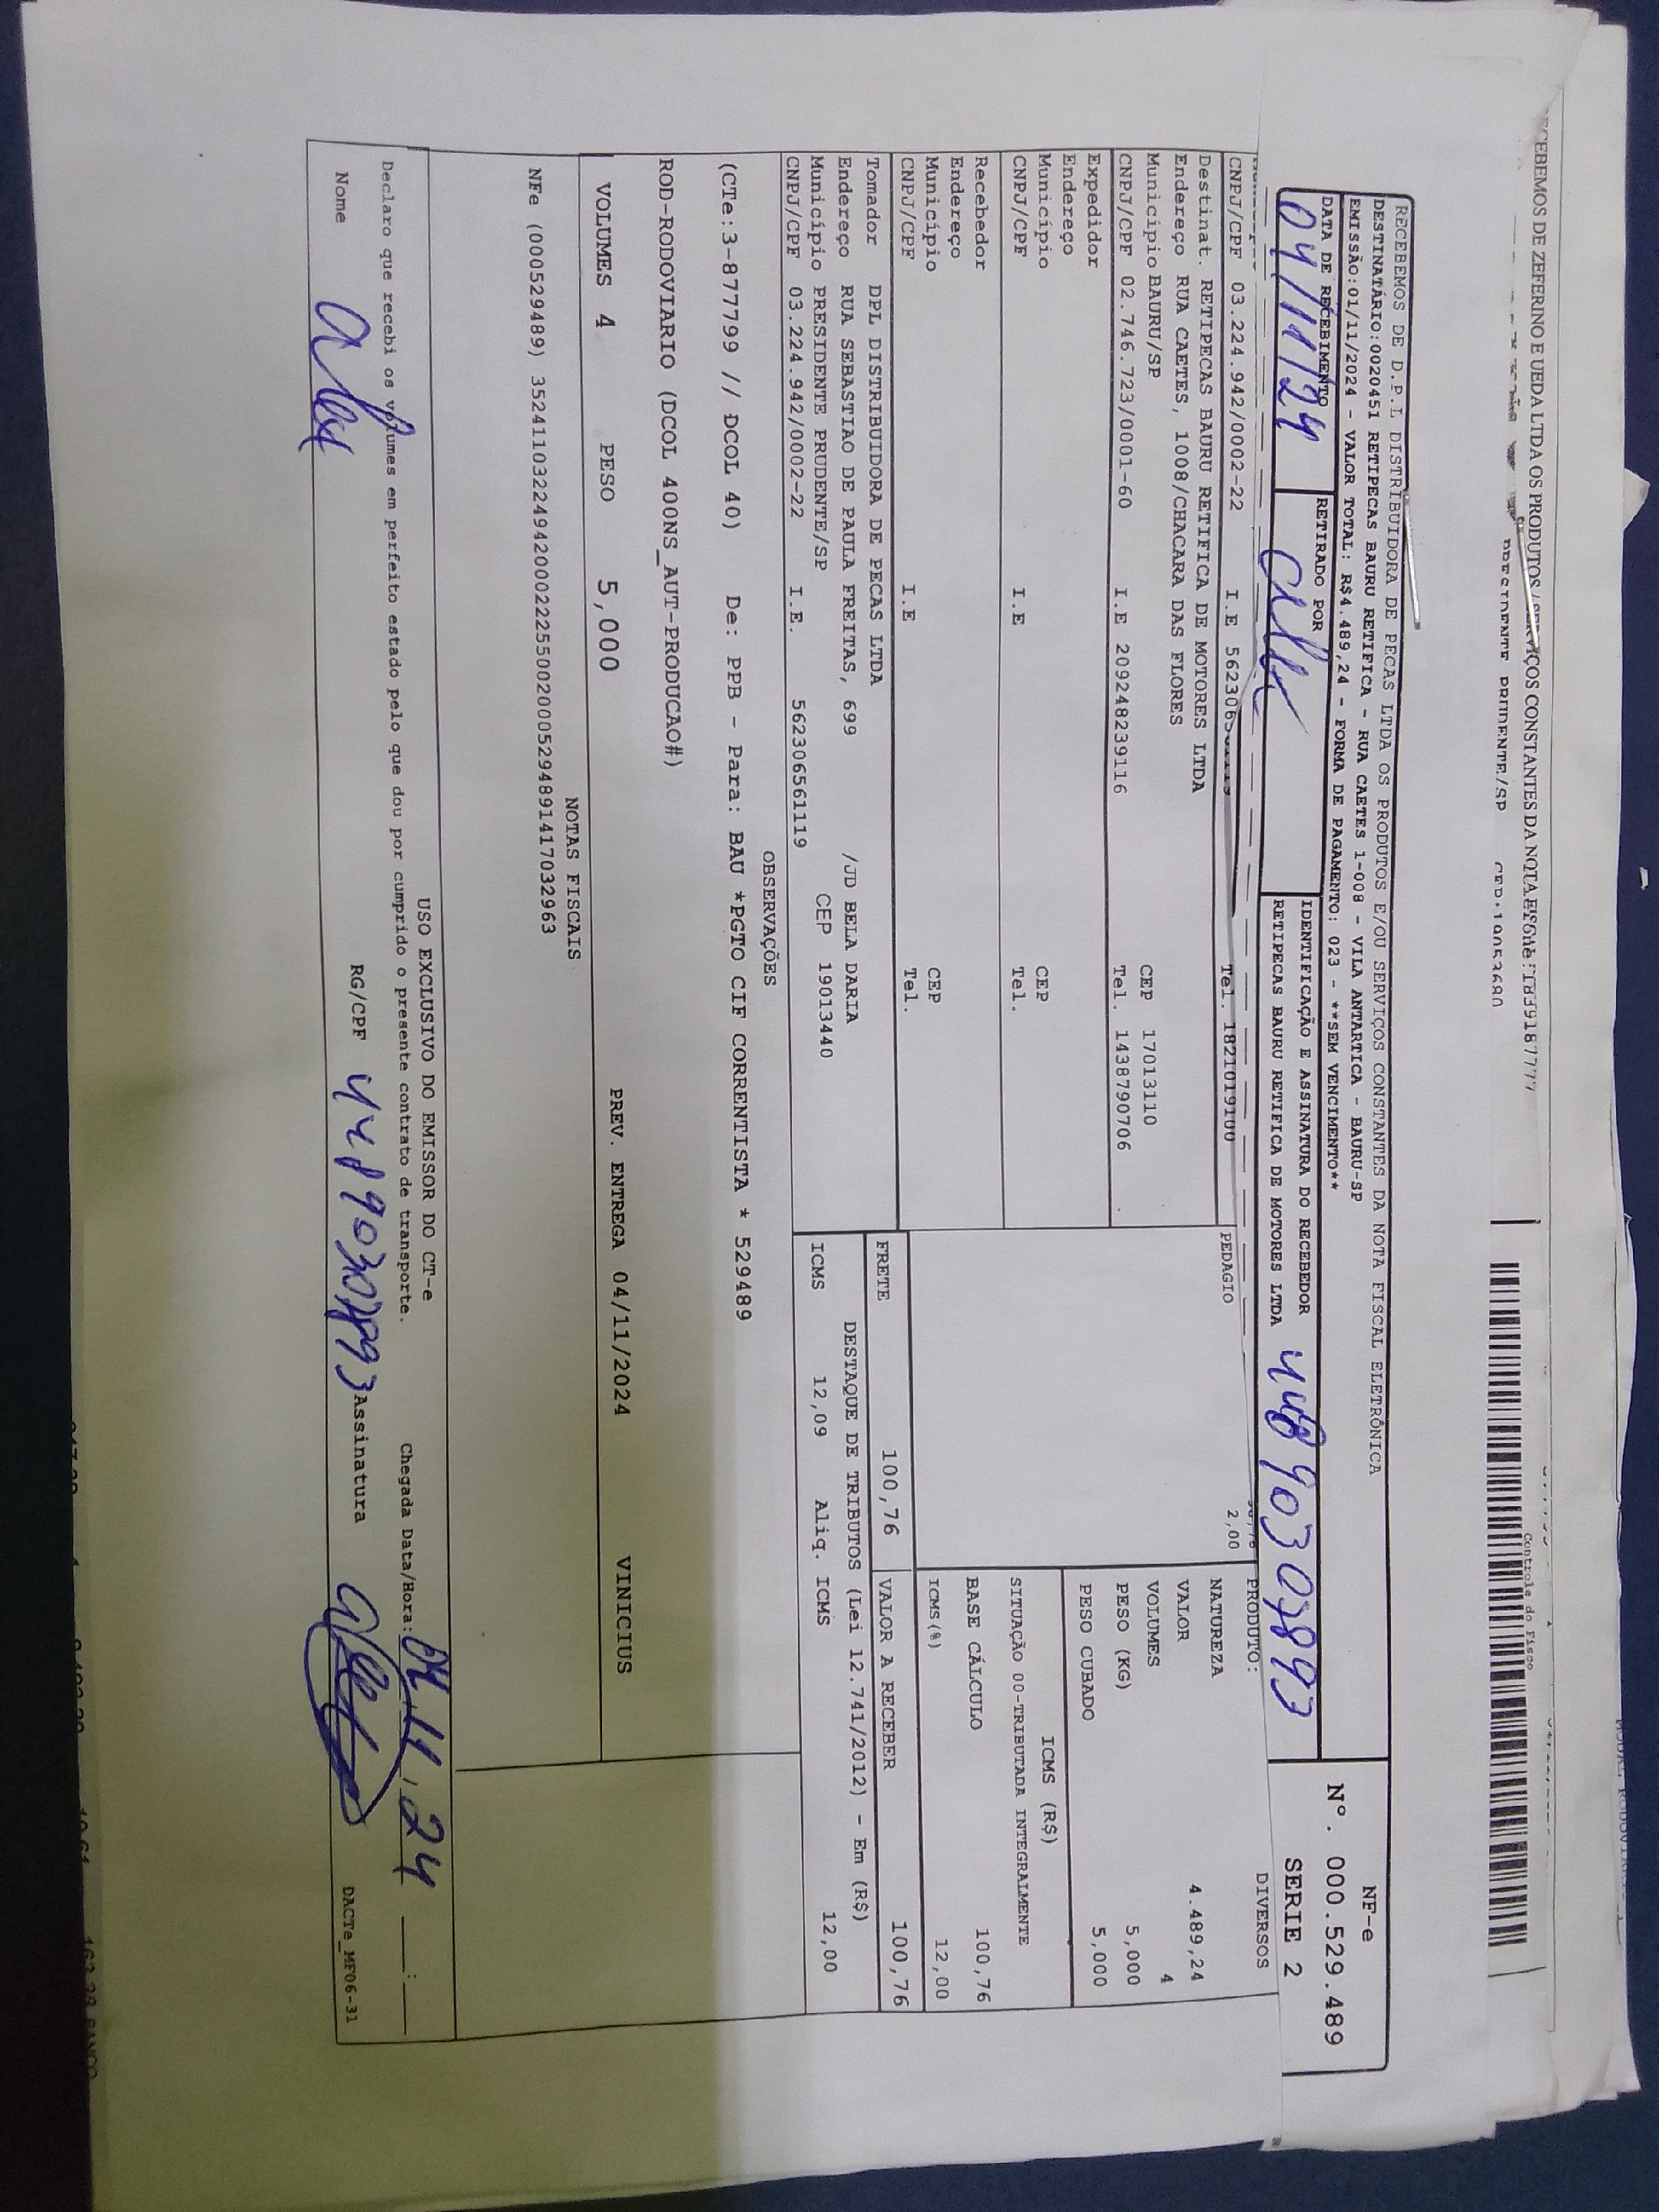 CEBEMOS DE ZEFERINO E UEDA LTDA OS PRODUTOS / SERVIÇOS CONSTANTES DA NOTA
PRESIDENTE PRUDENTE/SP CEP:19053680
Controle do Fisco
RECEBEMOS DE D.P.L DISTRIBUIDORA DE PECAS LTDA OS PRODUTOS E/OU SERVIÇOS CONSTANTES DA NOTA FISCAL ELETRÔNICA
DESTINATÁRIO:0020451 RETIPECAS BAURU RETIFICA - RUA CAETES 1-008 - VILA ANTARTICA - BAURU-SP
EMISSÃO:01/11/2024 - VALOR TOTAL: R$4.489,24 - FORMA DE PAGAMENTO: 023 - **SEM VENCIMENTO**
NF-e
Nº. 000.529.489
SERIE 2
DATA DE RECEBIMENTO
04/11/24
RETIRADO POR
IDENTIFICAÇÃO E ASSINATURA DO RECEBEDOR
RETIPECAS BAURU RETIFICA DE MOTORES LTDA
CNPJ/CPF 03.224.942/0002-22 I.E Tel. 1821019100
PEDAGIO 2,00
Destinat. RETIPECAS BAURU RETIFICA DE MOTORES LTDA
Endereço RUA CAETES, 1008/CHACARA DAS FLORES
Município BAURU/SP CEP 17013110
CNPJ/CPF 02.746.723/0001-60 I.E 209248239116 Tel. 1438790706
Expedidor
Endereço
Município CEP
CNPJ/CPF I.E Tel.
Recebedor
Endereço
Município CEP
CNPJ/CPF I.E Tel.
PRODUTO: DIVERSOS
NATUREZA
VALOR 4.489,24
VOLUMES 4
PESO (KG) 5,000
PESO CUBADO 5,000
ICMS (R$)
SITUAÇÃO 00-TRIBUTADA INTEGRALMENTE
BASE CÁLCULO 100,76
ICMS(%) 12,00
Tomador DPL DISTRIBUIDORA DE PECAS LTDA
Endereço RUA SEBASTIAO DE PAULA FREITAS, 699 /JD BELA DARIA
Município PRESIDENTE PRUDENTE/SP CEP 19013440
CNPJ/CPF 03.224.942/0002-22 I.E. 562306561119
FRETE 100,76 VALOR A RECEBER 100,76
DESTAQUE DE TRIBUTOS (Lei 12.741/2012) - Em (R$)
ICMS 12,09 Aliq. ICMS 12,00
OBSERVAÇÕES
(CTe:3-877799 // DCOL 40) De: PPB - Para: BAU *PGTO CIF CORRENTISTA * 529489
ROD-RODOVIARIO (DCOL 400NS_AUT-PRODUCAO#)
VOLUMES 4 PESO 5,000 PREV. ENTREGA 04/11/2024 VINICIUS
NOTAS FISCAIS
NFe (000529489) 35241103224942000222550020005294891417032963
USO EXCLUSIVO DO EMISSOR DO CT-e
Declaro que recebi os volumes em perfeito estado pelo que dou por cumprido o presente contrato de transporte.
Chegada Data/Hora: 04,11,24 ___:___
Nome
RG/CPF
Assinatura
DACTe_MF06-31